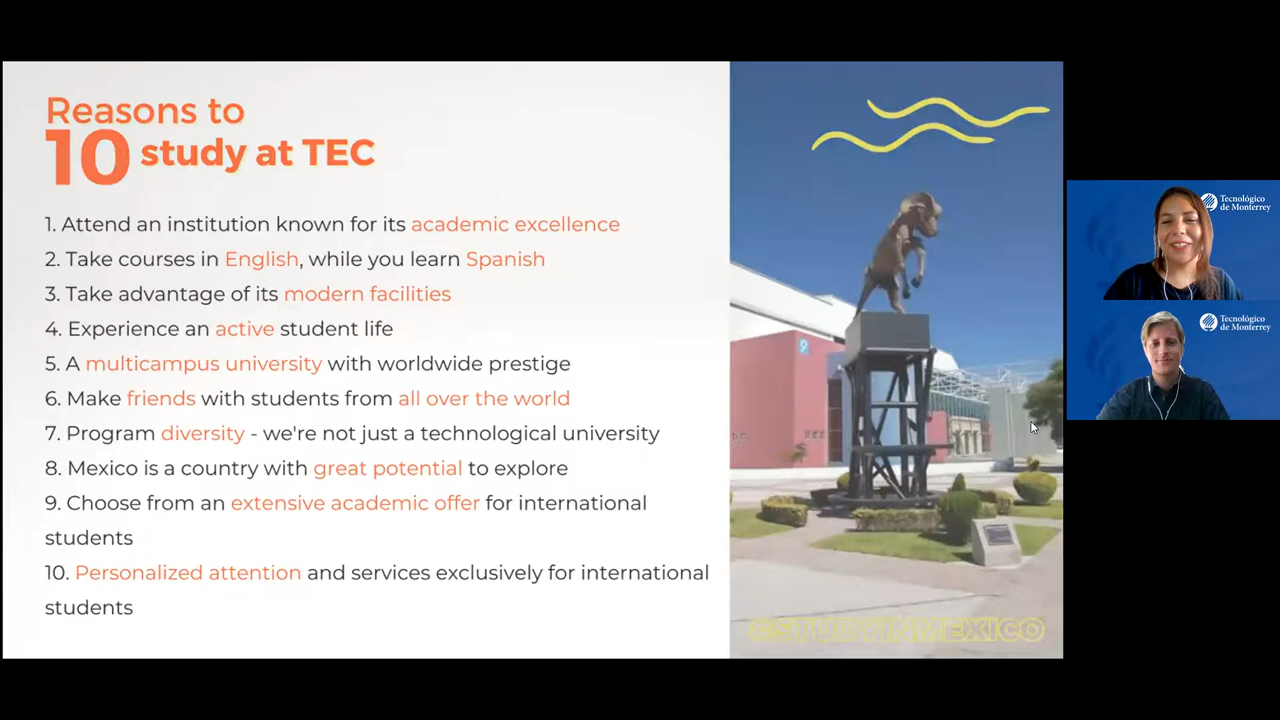 Reasons to
10 study at TEC
1. Attend an institution known for its academic excellence
2. Take courses in English, while you learn Spanish
3. Take advantage of its modern facilities
4. Experience an active student life
5. A multicampus university with worldwide prestige
6. Make friends with students from all over the world
7. Program diversity - we're not just a technological university
8. Mexico is a country with great potential to explore
9. Choose from an extensive academic offer for international
students
10. Personalized attention and services exclusively for international
students
9
#STUDYINMEXICO
Tecnológico
de Monterrey
Tecnológico
de Monterrey